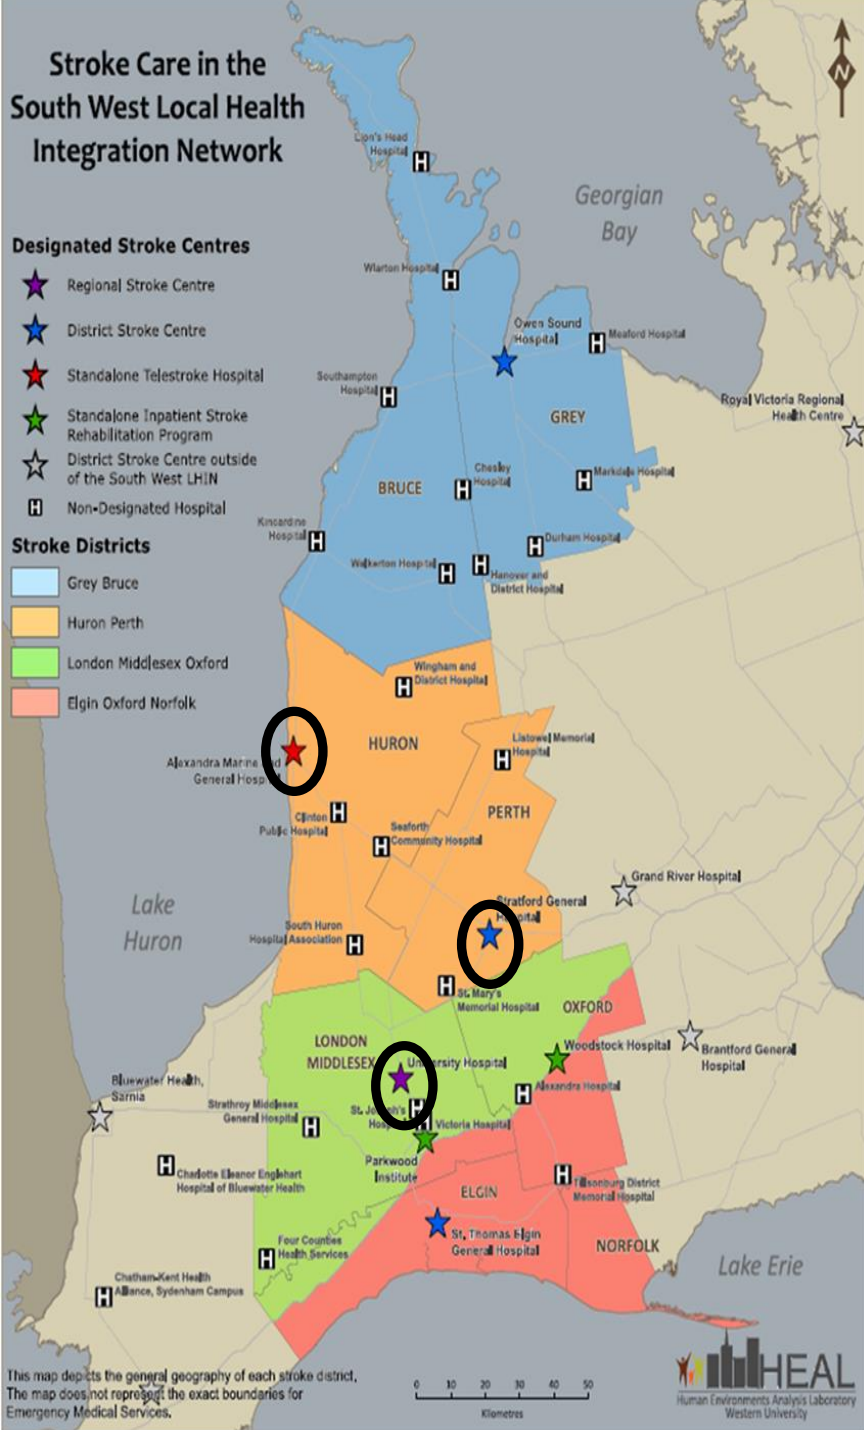 Stroke Care in the
South West Local Health
Integration Network
Designated Stroke Centres
Regional Stroke Centre
District Stroke Centre
Standalone Telestroke Hospital
Standalone Inpatient Stroke
Rehabilitation Program
District Stroke Centre outside
of the South West LHIN
H Non-Designated Hospital
Stroke Districts
Grey Bruce
Huron Perth
London Middlesex Oxford
Elgin Oxford Norfolk
N
Georgian
Bay
Lion's Head
Hospital
Wiarton Hospital
Owen Sound
Hospital
Meaford Hospital
Southampton
Hospital
Royal Victoria Regional
Health Centre
GREY
BRUCE
Chesley
Hospital
Markdale Hospital
Kincardine
Hospital
Durham Hospital
Walkerton Hospital
Hanover and
District Hospital
Wingham and
District Hospital
HURON
Listowel Memorial
Hospital
Alexandra Marine and
General Hospital
PERTH
Clinton
Public Hospital
Seaforth
Community Hospital
Grand River Hospital
Lake
Huron
Stratford General
Hospital
South Huron
Hospital Association
St. Mary's
Memorial Hospital
OXFORD
LONDON
MIDDLESEX
University Hospital
Woodstock Hospital
Brantford General
Hospital
Bluewater Health,
Sarnia
Alexandra Hospital
Strathroy Middlesex
General Hospital
St. Joseph's
Hospital
Victoria Hospital
Parkwood
Institute
Charlotte Eleanor Englehart
Hospital of Bluewater Health
ELGIN
Tillsonburg District
Memorial Hospital
St. Thomas Elgin
General Hospital
NORFOLK
Four Counties
Health Services
Lake Erie
Chatham-Kent Health
Alliance, Sydenham Campus
This map depicts the general geography of each stroke district.
The map does not represent the exact boundaries for
Emergency Medical Services.
0 10 20 30 40 50
Kilometres
HEAL
Human Environments Analysis Laboratory
Western University